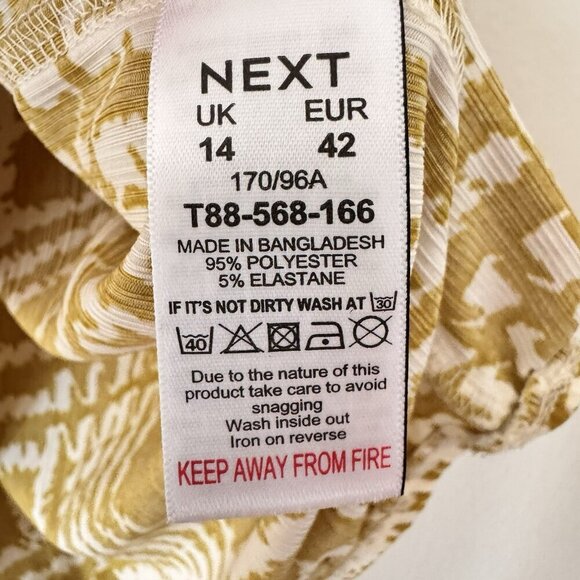 NEXT
UK EUR
14 42
170/96A
T88-568-166
MADE IN BANGLADESH
95% POLYESTER
5% ELASTANE
IF IT'S NOT DIRTY WASH AT 30
40
Due to the nature of this
product take care to avoid
snagging
Wash inside out
Iron on reverse
KEEP AWAY FROM FIRE